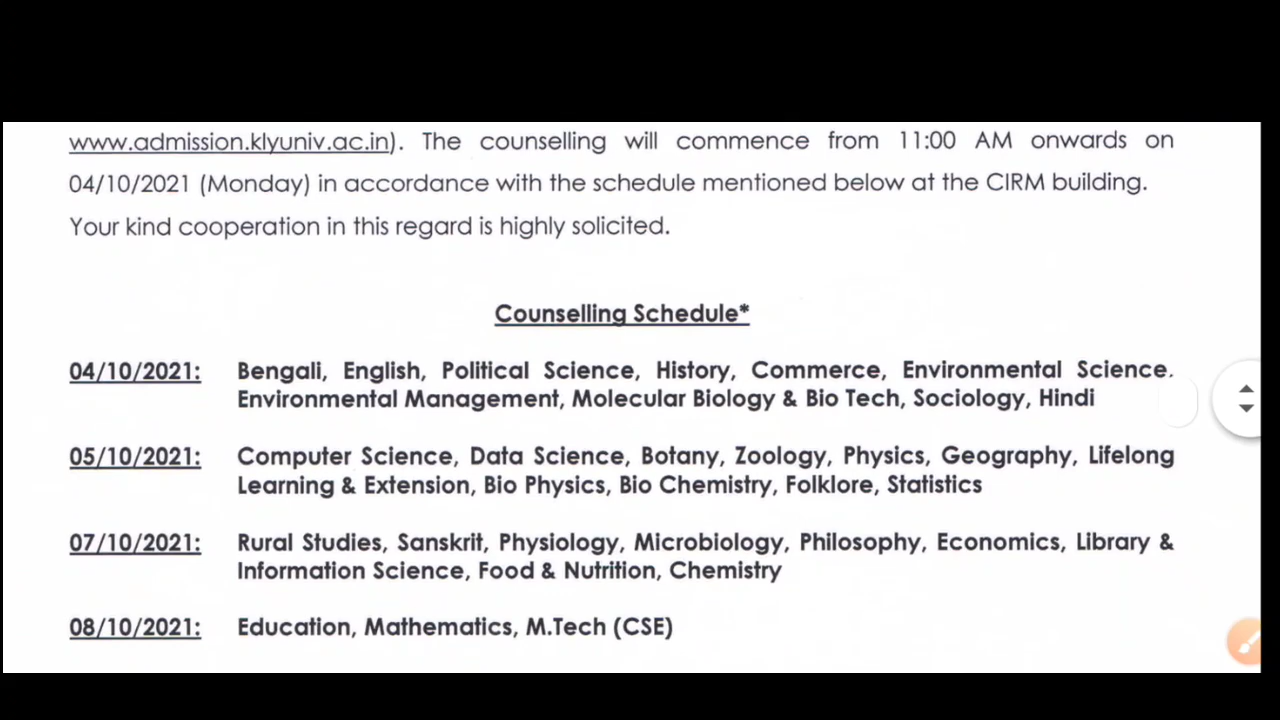 www.admission.klyuniv.ac.in). The counselling will commence from 11:00 AM onwards on
04/10/2021 (Monday) in accordance with the schedule mentioned below at the CIRM building.
Your kind cooperation in this regard is highly solicited.
Counselling Schedule*
04/10/2021: Bengali, English, Political Science, History, Commerce, Environmental Science.
Environmental Management, Molecular Biology & Bio Tech, Sociology, Hindi
05/10/2021: Computer Science, Data Science, Botany, Zoology, Physics, Geography, Lifelong
Learning & Extension, Bio Physics, Bio Chemistry, Folklore, Statistics
07/10/2021: Rural Studies, Sanskrit, Physiology, Microbiology, Philosophy, Economics, Library &
Information Science, Food & Nutrition, Chemistry
08/10/2021: Education, Mathematics, M.Tech (CSE)